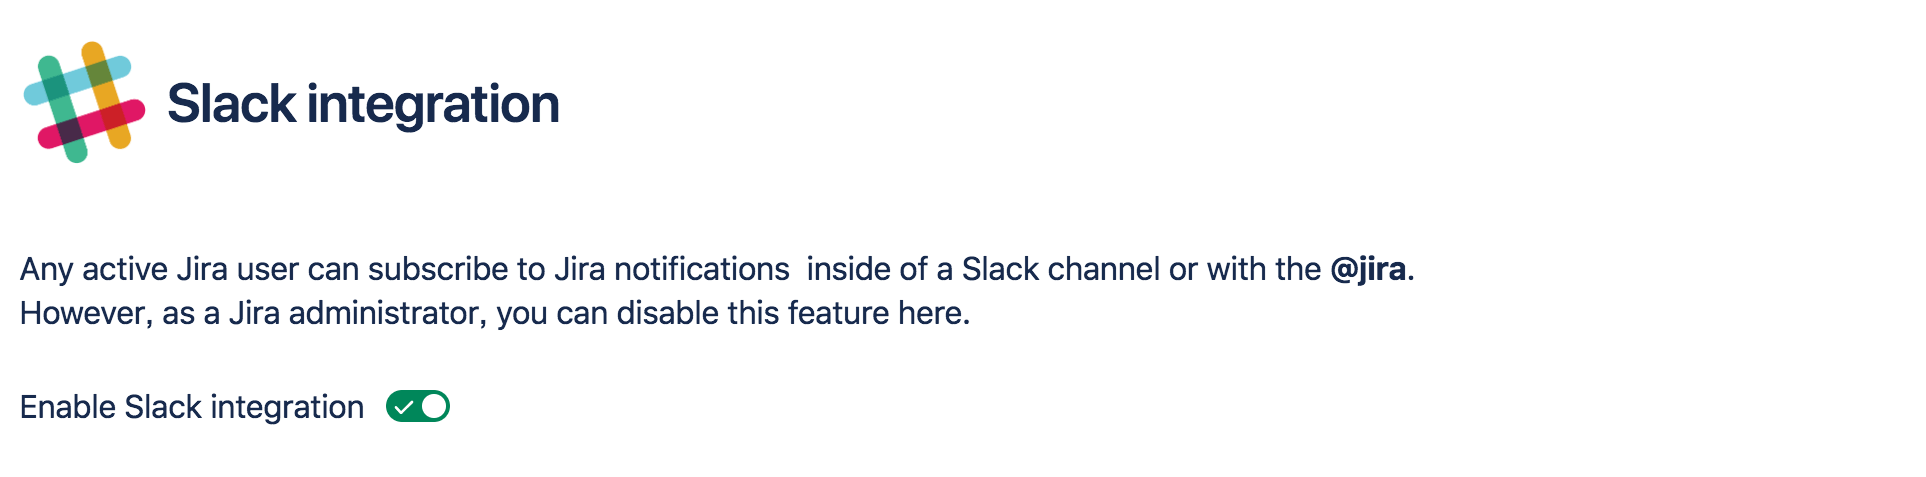 Slack integration
Any active Jira user can subscribe to Jira notifications  inside of a Slack channel or with the @jira.
However, as a Jira administrator, you can disable this feature here.
Enable Slack integration